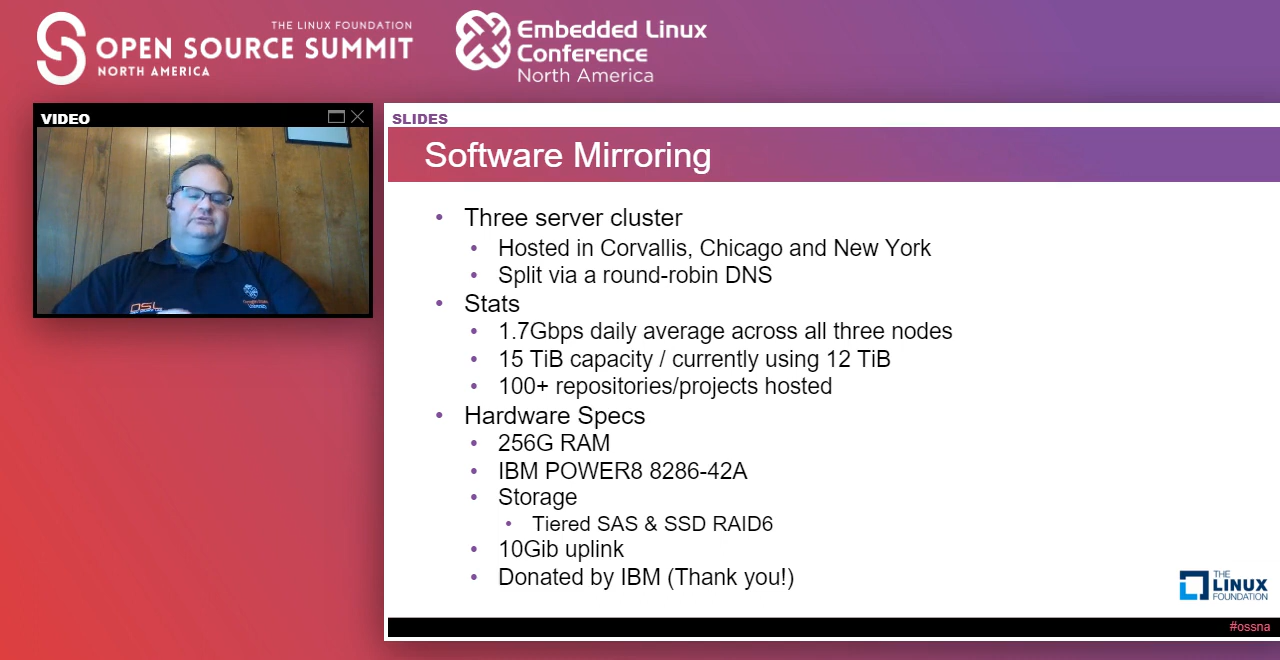 THE LINUX FOUNDATION
OPEN SOURCE SUMMIT
NORTH AMERICA
Embedded Linux
Conference
North America
VIDEO
OSL
SLIDES
Software Mirroring
• Three server cluster
• Hosted in Corvallis, Chicago and New York
• Split via a round-robin DNS
• Stats
• 1.7Gbps daily average across all three nodes
• 15 TiB capacity / currently using 12 TiB
• 100+ repositories/projects hosted
• Hardware Specs
• 256G RAM
• IBM POWER8 8286-42A
• Storage
• Tiered SAS & SSD RAID6
• 10Gib uplink
• Donated by IBM (Thank you!)
THE
LINUX
FOUNDATION
#ossna